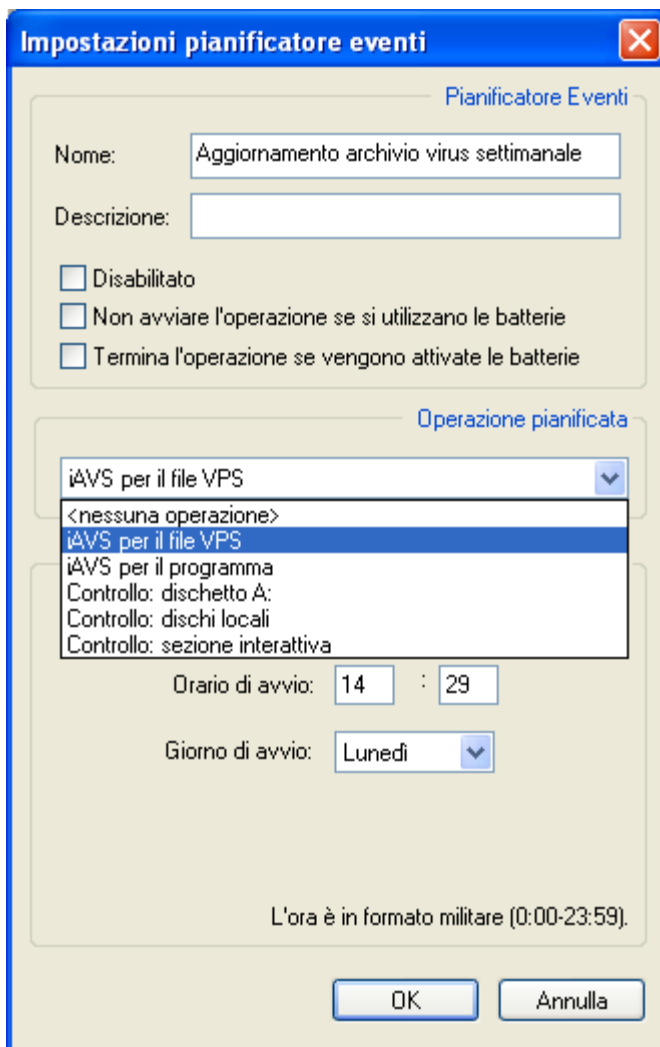 Impostazioni pianificatore eventi
Pianificatore Eventi
Nome: Aggiornamento archivio virus settimanale
Descrizione:
Disabilitato
Non avviare l'operazione se si utilizzano le batterie
Termina l'operazione se vengono attivate le batterie
Operazione pianificata
iAVS per il file VPS
<nessuna operazione>
iAVS per il file VPS
iAVS per il programma
Controllo: dischetto A:
Controllo: dischi locali
Controllo: sezione interattiva
Orario di avvio: 14 : 29
Giorno di avvio: Lunedì
L'ora è in formato militare (0:00-23:59).
OK Annulla